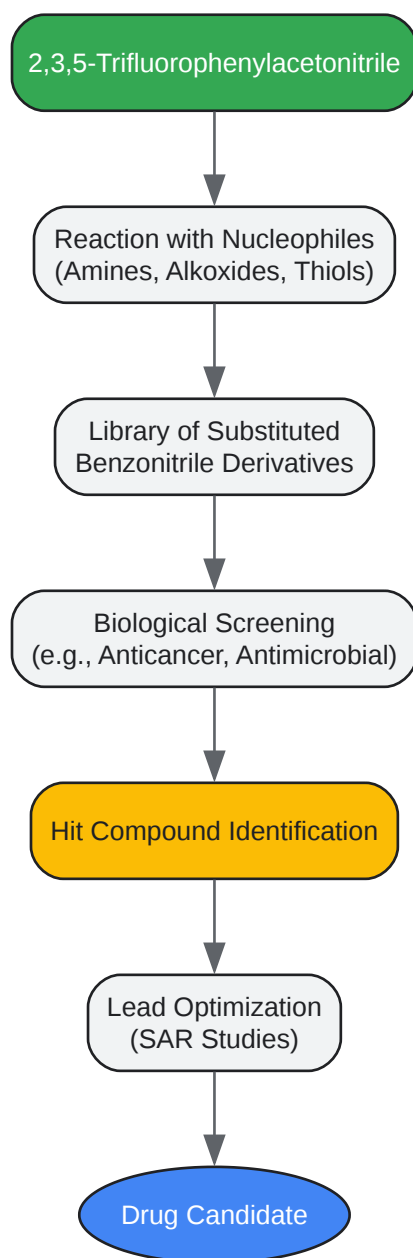 2,3,5-Trifluorophenylacetonitrile
Reaction with Nucleophiles
(Amines, Alkoxides, Thiols)
Library of Substituted
Benzonitrile Derivatives
Biological Screening
(e.g., Anticancer, Antimicrobial)
Hit Compound Identification
Lead Optimization
(SAR Studies)
Drug Candidate